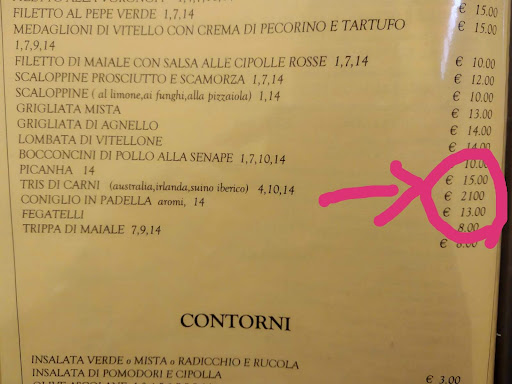 FILETTO AL PEPE VERDE 1,7,14 € 15.00
MEDAGLIONI DI VITELLO CON CREMA DI PECORINO E TARTUFO € 15.00
1,7,9,14
FILETTO DI MAIALE CON SALSA ALLE CIPOLLE ROSSE 1,7,14 € 10.00
SCALOPPINE PROSCIUTTO E SCAMORZA 1,7,14 € 12.00
SCALOPPINE ( al limone,ai funghi,alla pizzaiola) 1,14 € 10.00
GRIGLIATA MISTA € 13.00
GRIGLIATA DI AGNELLO € 14.00
LOMBATA DI VITELLONE € 14.00
BOCCONCINI DI POLLO ALLA SENAPE 1,7,10,14 10.00
PICANHA 14 € 15.00
TRIS DI CARNI (australia,irlanda,suino iberico) 4,10,14 € 2100
CONIGLIO IN PADELLA aromi, 14 € 13.00
FEGATELLI 8.00
TRIPPA DI MAIALE 7,9,14 €
CONTORNI
INSALATA VERDE o MISTA o RADICCHIO E RUCOLA
INSALATA DI POMODORI E CIPOLLA € 3.00